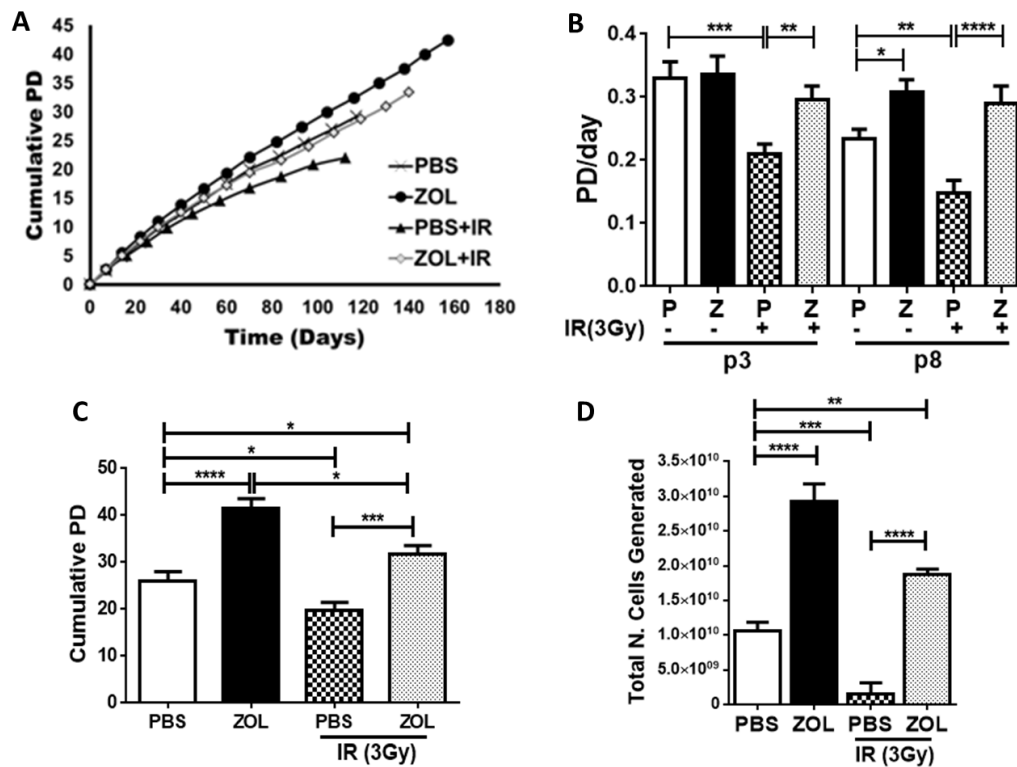 A
Cumulative PD
45
40
35
30
25
20
15
10
5
0
0 20 40 60 80 100 120 140 160 180
Time (Days)
PBS
ZOL
PBS+IR
ZOL+IR
B
PD/day
0.4
0.3
0.2
0.1
0.0
*** ** ** ****
*
P Z P Z P Z P Z
IR(3Gy) - - + + - - + +
p3 p8
C
Cumulative PD
50
40
30
20
10
0
*
*
**** *
***
PBS ZOL PBS ZOL
IR (3Gy)
D
Total N. Cells Generated
3.5×10¹⁰
3.0×10¹⁰
2.5×10¹⁰
2.0×10¹⁰
1.5×10¹⁰
1.0×10¹⁰
5.0×10⁰⁹
0
**
***
****
****
PBS ZOL PBS ZOL
IR (3Gy)